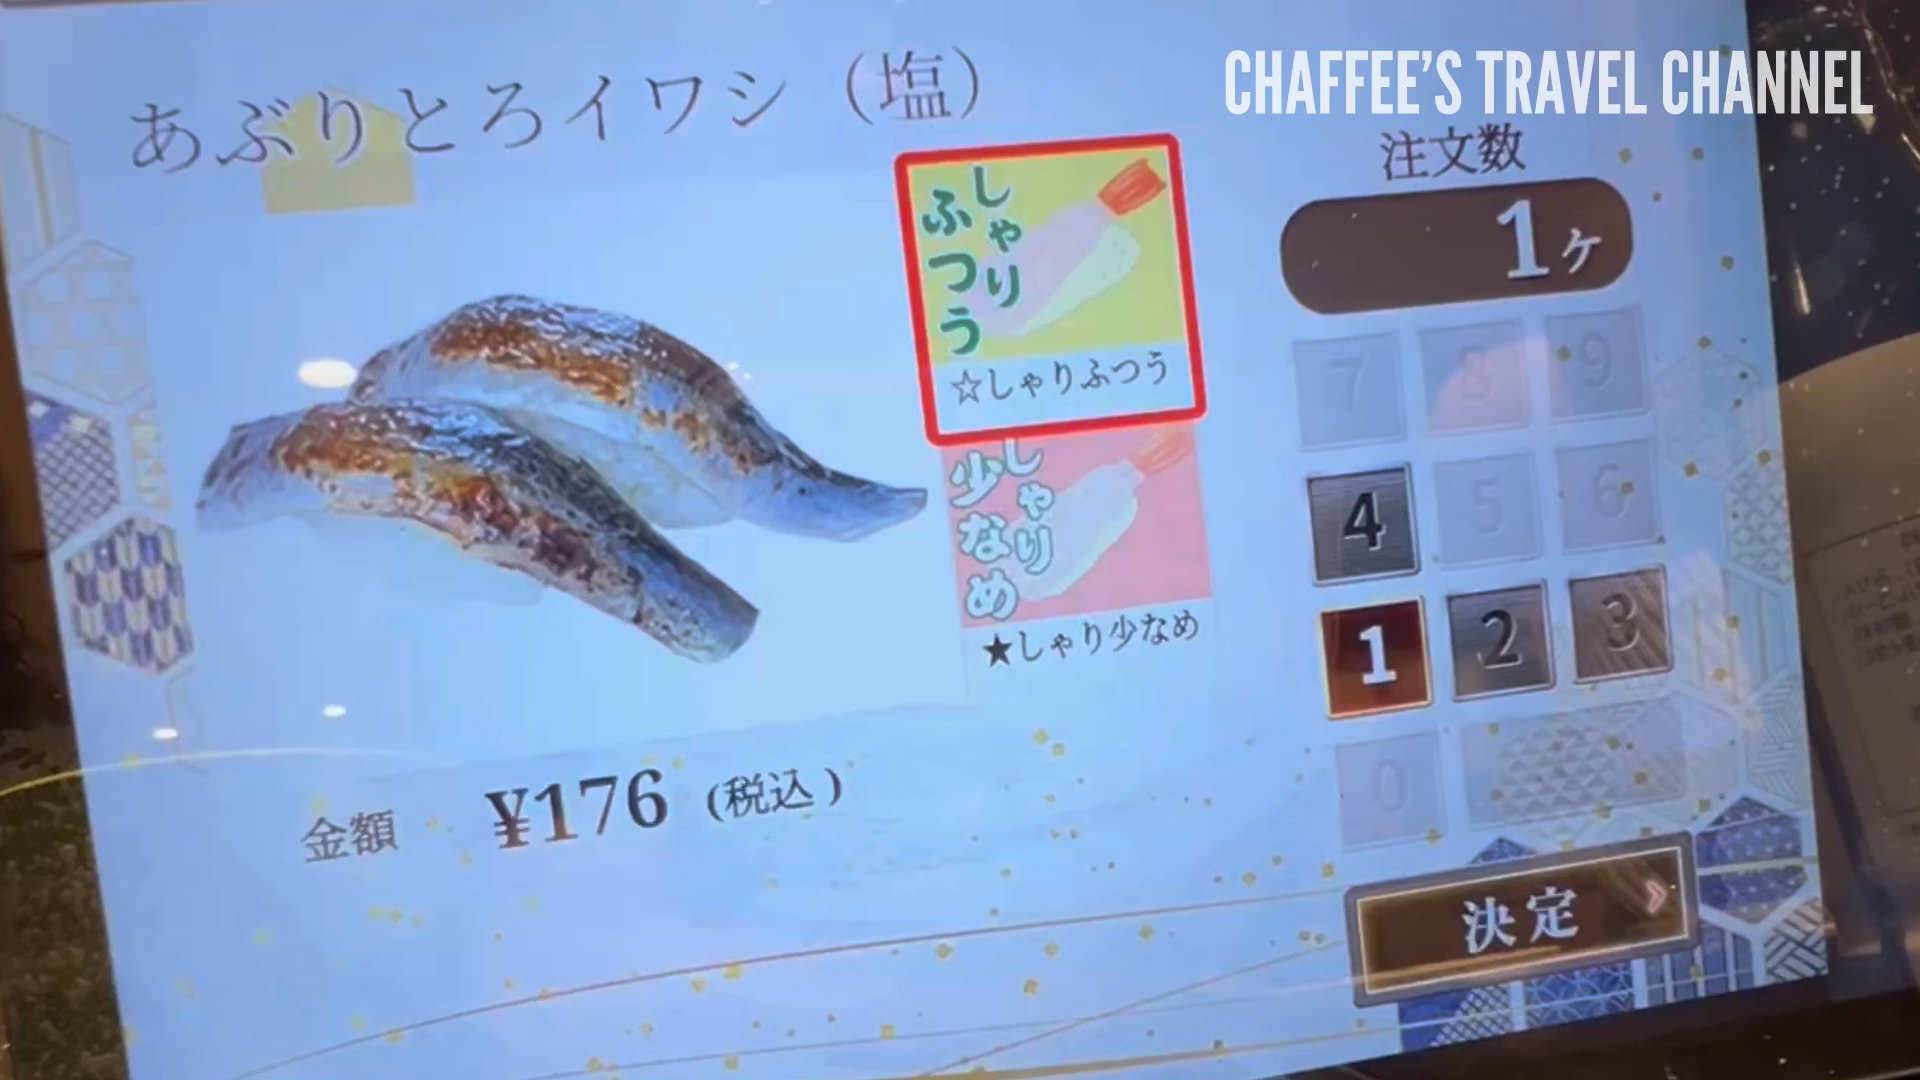 CHAFFEE'S TRAVEL CHANNEL
あぶりとろイワシ（塩）
しゃり
ふつう
☆しゃりふつう
しゃり
少なめ
★しゃり少なめ
注文数
1ケ
7 8 9
4 5 6
1 2 3
0
金額 ¥176 (税込)
決定